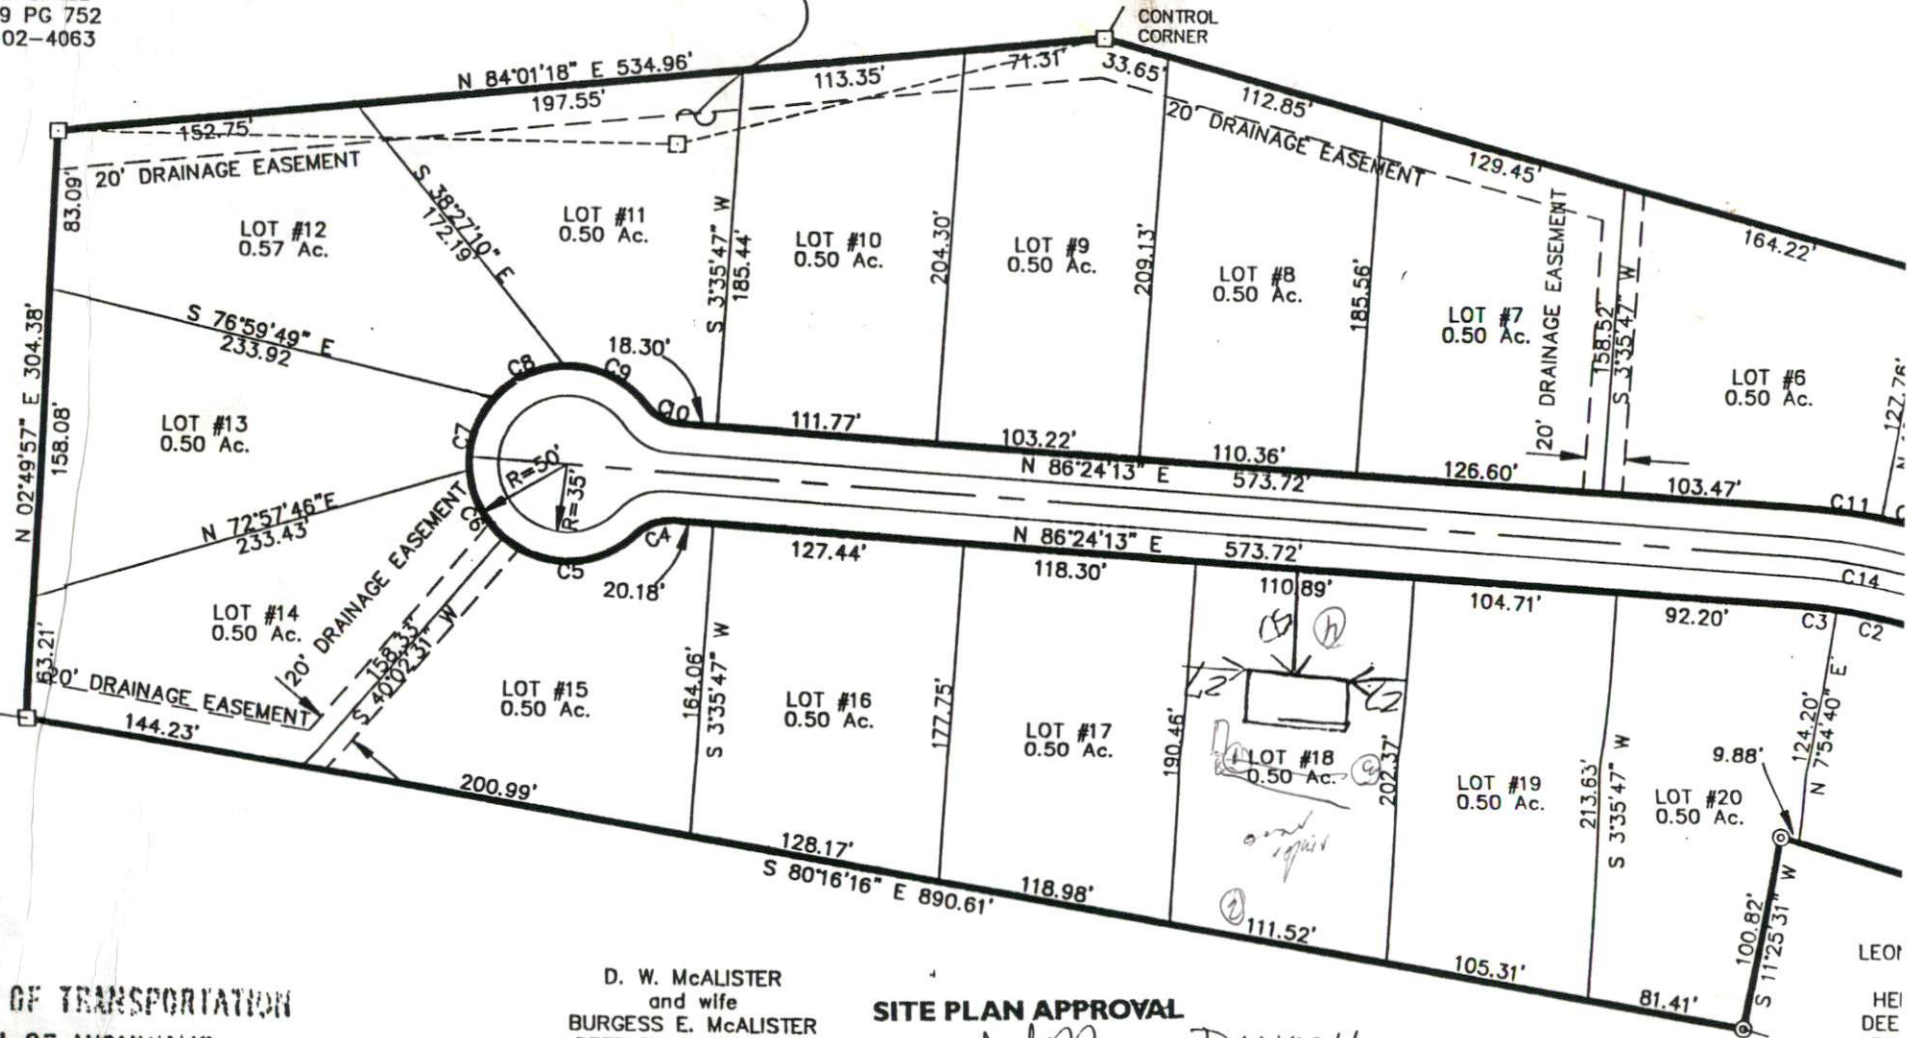 9 PG 752
02-4063
CONTROL
CORNER
N 84°01'18" E 534.96'
152.75'
197.55'
113.35'
71.31'
33.65'
112.85'
129.45'
164.22'
20' DRAINAGE EASEMENT
20' DRAINAGE EASEMENT
20' DRAINAGE EASEMENT
83.09'
LOT #12
0.57 Ac.
S 38°27'10" E
172.19
LOT #11
0.50 Ac.
S 3°35'47" W
185.44'
LOT #10
0.50 Ac.
204.30'
LOT #9
0.50 Ac.
209.13'
LOT #8
0.50 Ac.
185.56'
LOT #7
0.50 Ac.
158.52'
S 3°35'47" W
LOT #6
0.50 Ac.
127.76'
S 76°59'49" E
233.92
18.30'
C8
C9
C10
C7
C6
C5
C4
R=50'
R=35'
N 02°49'57" E 304.38'
158.08'
LOT #13
0.50 Ac.
N 72°57'46"E
233.43'
111.77'
103.22'
110.36'
126.60'
103.47'
C11
N 86°24'13" E
573.72'
N 86°24'13" E
573.72'
C14
C3
C2
20' DRAINAGE EASEMENT
LOT #14
0.50 Ac.
63.21'
20' DRAINAGE EASEMENT
158.33'
S 40°02'31" W
20.18'
127.44'
118.30'
110.89'
104.71'
92.20'
LOT #15
0.50 Ac.
164.06'
S 3°35'47" W
LOT #16
0.50 Ac.
177.75'
LOT #17
0.50 Ac.
190.46'
4
27
1
LOT #18
0.50 Ac.
3
202.37'
2
LOT #19
0.50 Ac.
213.63'
S 3°35'47" W
LOT #20
0.50 Ac.
9.88'
124.20'
N 7°54'40" E
100.82'
S 11°25'31" W
144.23'
200.99'
128.17'
S 80°16'16" E 890.61'
118.98'
111.52'
105.31'
81.41'
OF TRANSPORTATION
D. W. McALISTER
and wife
BURGESS E. McALISTER
SITE PLAN APPROVAL
LEON
HEI
DEE